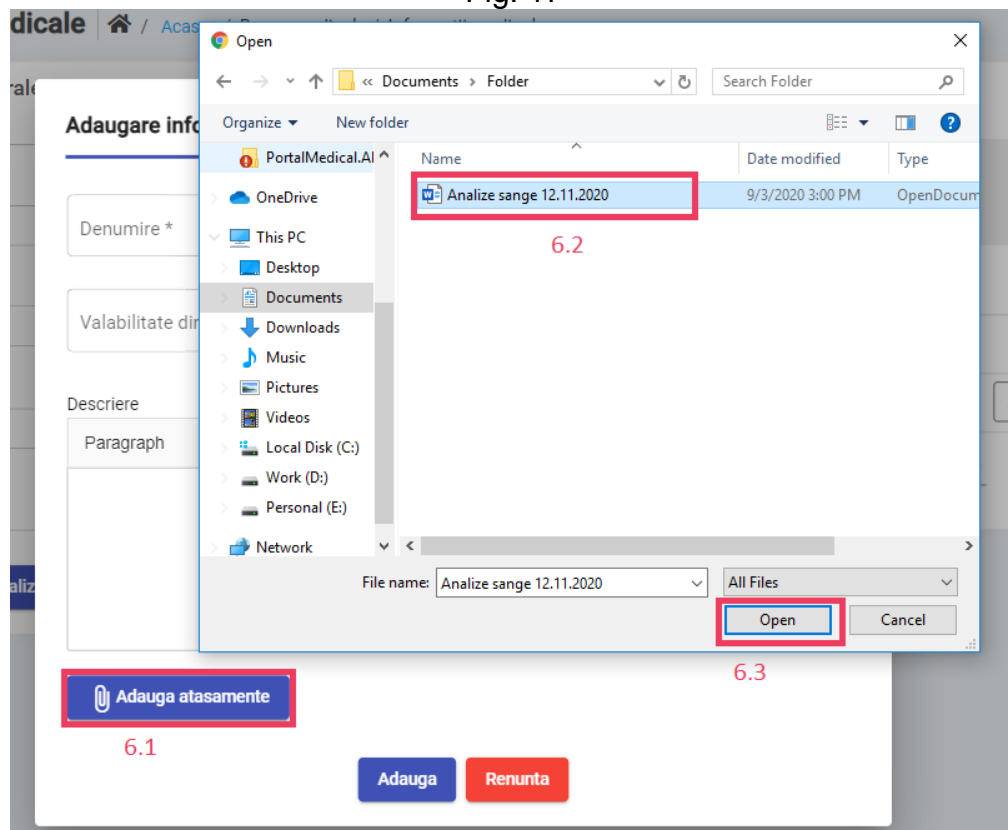 dicale / Acas
Open
« Documents > Folder
Search Folder
Adaugare info
Organize
New folder
PortalMedical.Al
OneDrive
This PC
Desktop
Documents
Downloads
Music
Pictures
Videos
Local Disk (C:)
Work (D:)
Personal (E:)
Network
Name
Date modified
Type
Analize sange 12.11.2020
9/3/2020 3:00 PM
OpenDocum
6.2
Denumire *
Valabilitate din
Descriere
Paragraph
File name:
Analize sange 12.11.2020
All Files
Open
Cancel
6.3
aliz
Adauga atasamente
6.1
Adauga
Renunta